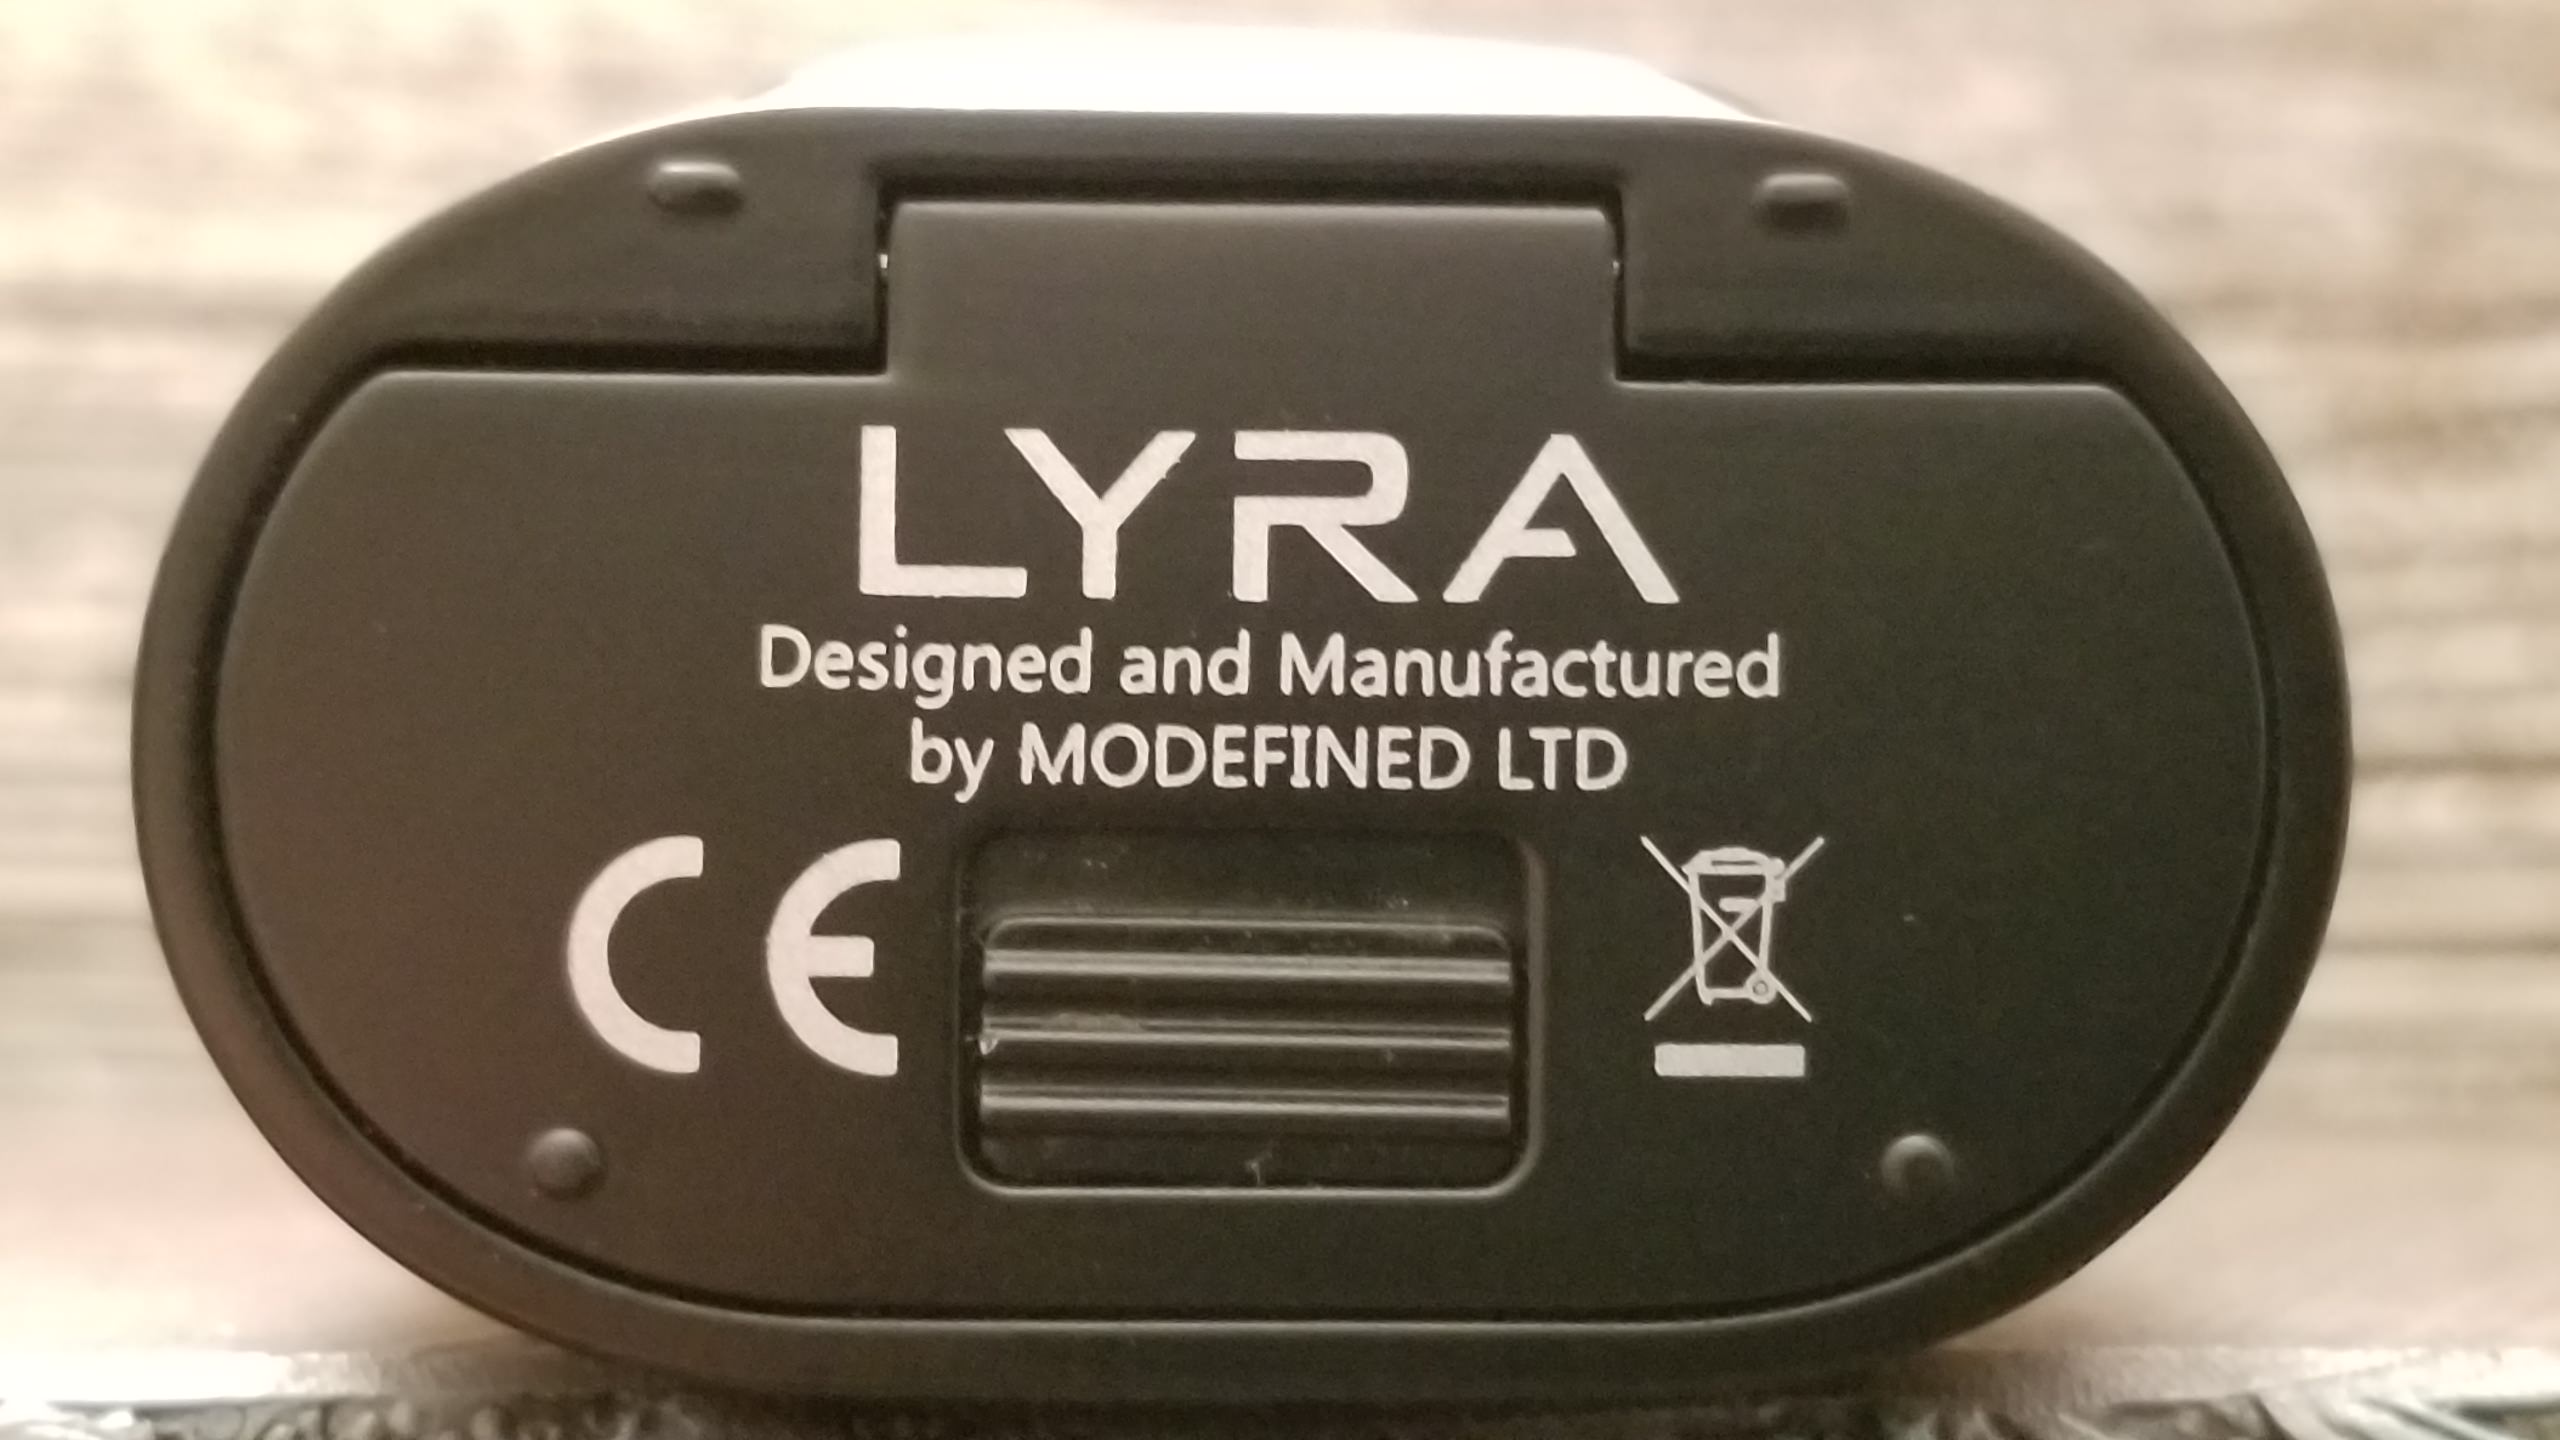 LYRA
Designed and Manufactured
by MODEFINED LTD
CE